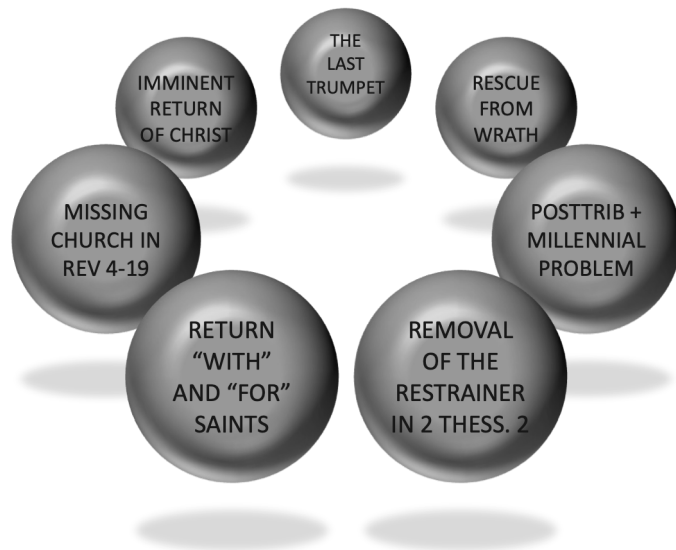 THE
LAST
TRUMPET
IMMINENT
RETURN
OF CHRIST
RESCUE
FROM
WRATH
MISSING
CHURCH IN
REV 4-19
POSTTRIB +
MILLENNIAL
PROBLEM
RETURN
“WITH”
AND “FOR”
SAINTS
REMOVAL
OF THE
RESTRAINER
IN 2 THESS. 2